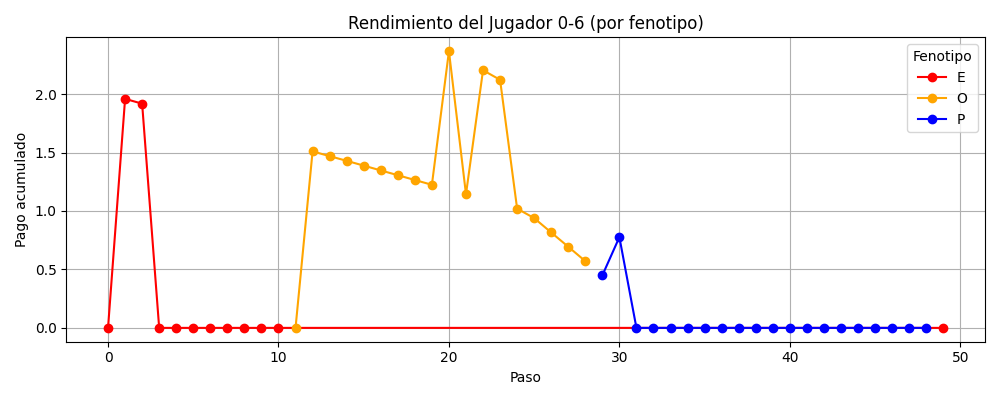 Rendimiento del Jugador 0-6 (por fenotipo)
Pago acumulado
2.0
1.5
1.0
0.5
0.0
0
10
20
30
40
50
Paso
Fenotipo
E
O
P